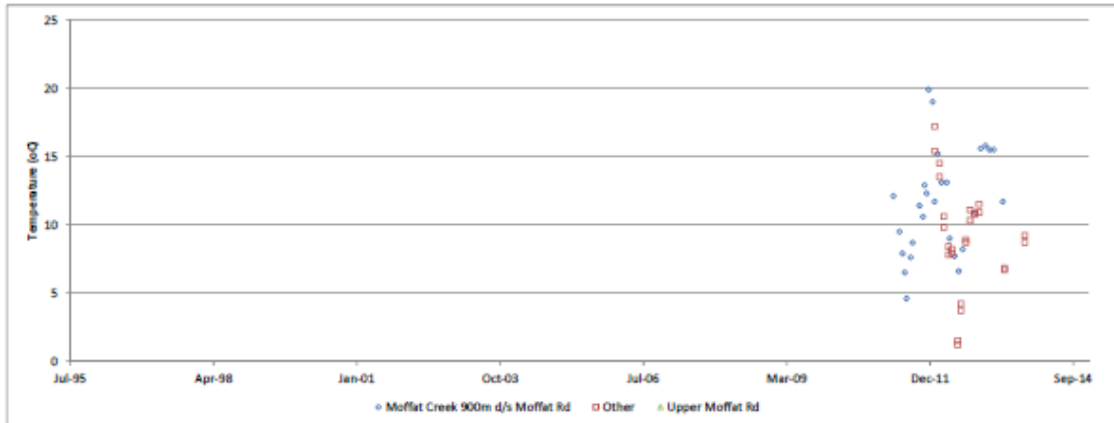 25
20
15
10
5
0
Temperature (oC)
Jul-95 Apr-98 Jan-01 Oct-03 Jul-06 Mar-09 Dec-11 Sep-14
Moffat Creek 900m d/s Moffat Rd Other Upper Moffat Rd